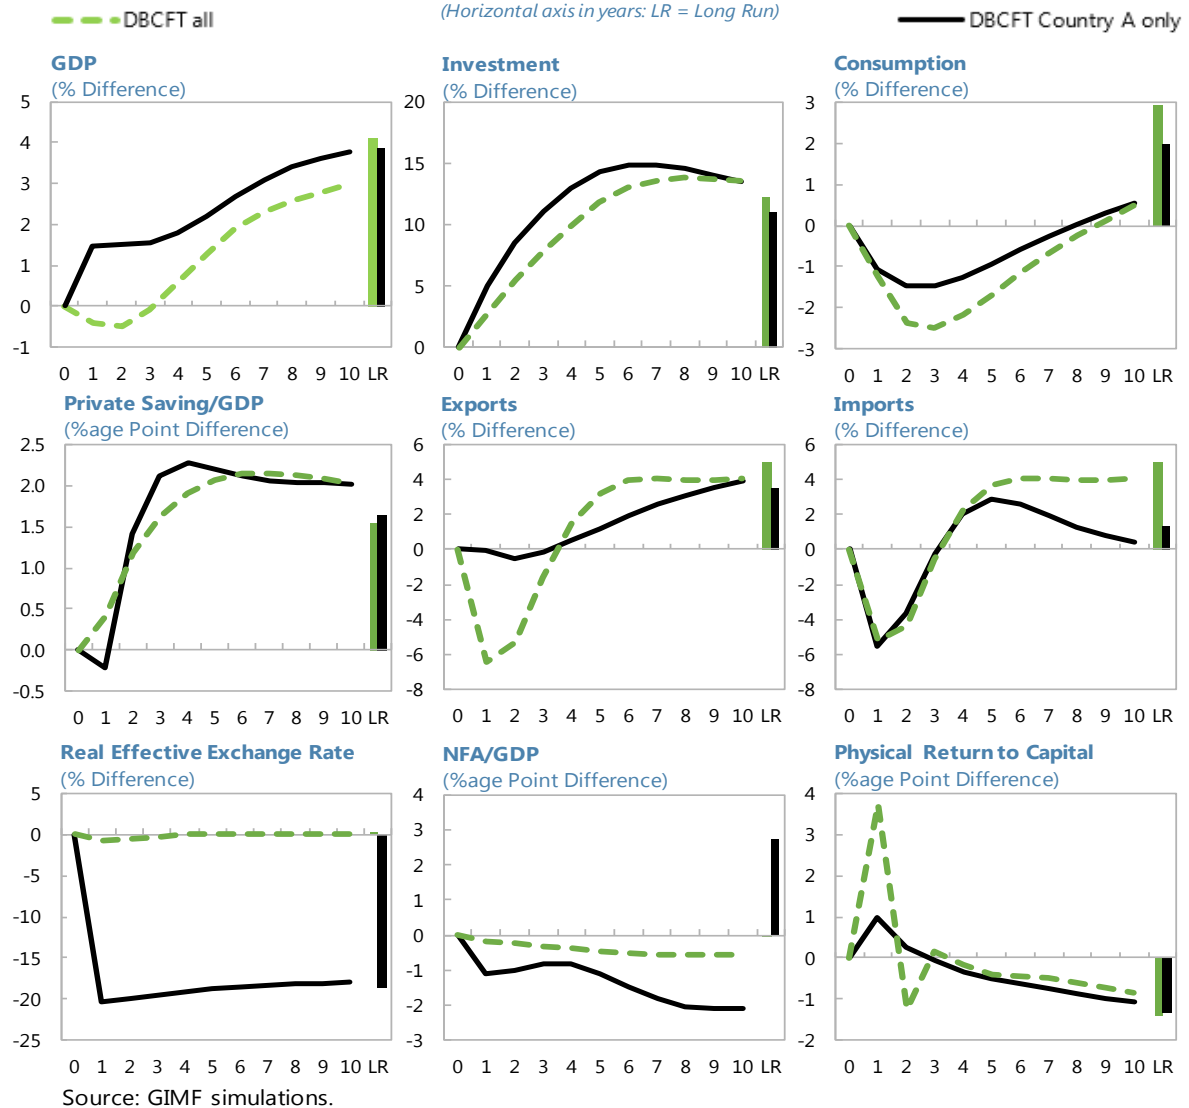 DBCFT all
(Horizontal axis in years: LR = Long Run)
DBCFT Country A only
GDP
(% Difference)
5
4
3
2
1
0
-1
0 1 2 3 4 5 6 7 8 9 10 LR
Investment
(% Difference)
20
15
10
5
0
0 1 2 3 4 5 6 7 8 9 10 LR
Consumption
(% Difference)
3
2
1
0
-1
-2
-3
0 1 2 3 4 5 6 7 8 9 10 LR
Private Saving/GDP
(%age Point Difference)
2.5
2.0
1.5
1.0
0.5
0.0
-0.5
0 1 2 3 4 5 6 7 8 9 10 LR
Exports
(% Difference)
6
4
2
0
-2
-4
-6
-8
0 1 2 3 4 5 6 7 8 9 10 LR
Imports
(% Difference)
6
4
2
0
-2
-4
-6
-8
0 1 2 3 4 5 6 7 8 9 10 LR
Real Effective Exchange Rate
(% Difference)
5
0
-5
-10
-15
-20
-25
0 1 2 3 4 5 6 7 8 9 10 LR
NFA/GDP
(%age Point Difference)
4
3
2
1
0
-1
-2
-3
0 1 2 3 4 5 6 7 8 9 10 LR
Physical Return to Capital
(%age Point Difference)
4
3
2
1
0
-1
-2
0 1 2 3 4 5 6 7 8 9 10 LR
Source: GIMF simulations.